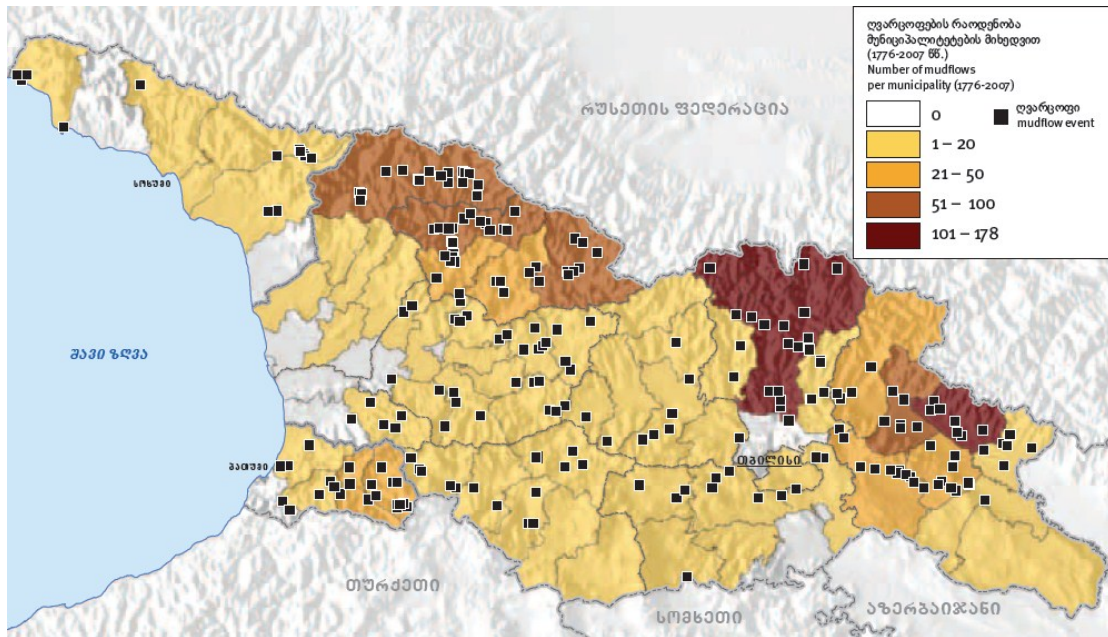 ღვარცოფების რაოდენობა
მუნიციპალიტეტების მიხედვით
(1776-2007 წწ.)
Number of mudflows
per municipality (1776-2007)
0
ღვარცოფი
mudflow event
1 – 20
21 – 50
51 – 100
101 – 178
რუსეთის ფედერაცია
სოხუმი
შავი ზღვა
ბათუმი
თბილისი
თურქეთი
სომხეთი
აზერბაიჯანი